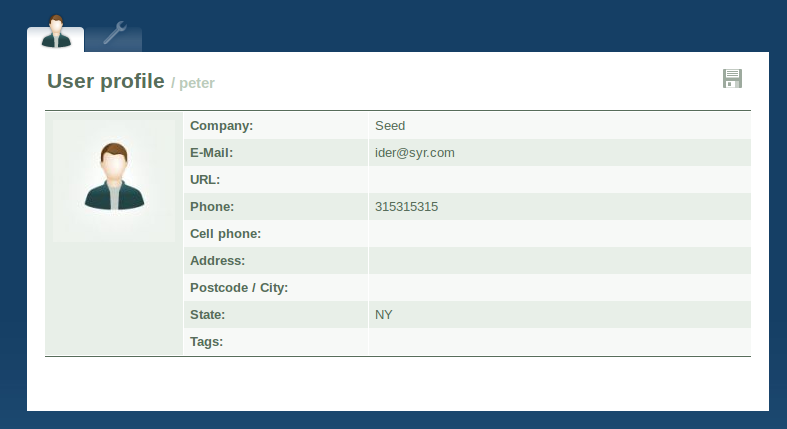 User profile / peter
Company: Seed
E-Mail: ider@syr.com
URL:
Phone: 315315315
Cell phone:
Address:
Postcode / City:
State: NY
Tags: